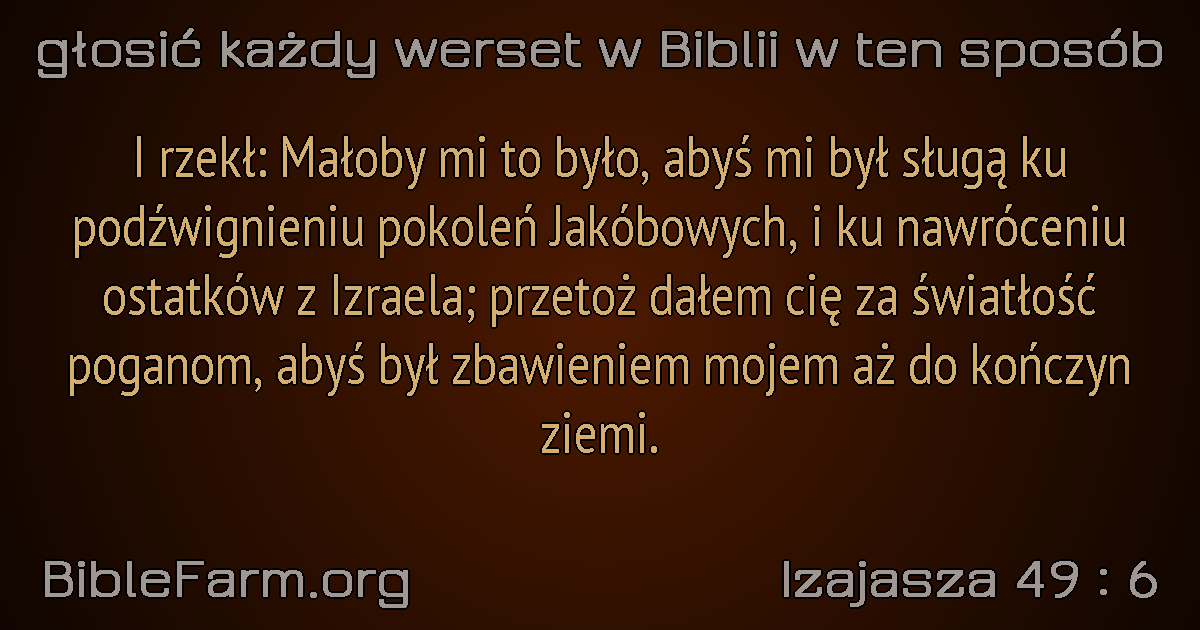 głosić każdy werset w Biblii w ten sposób
I rzekł: Małoby mi to było, abyś mi był sługą ku
podźwignieniu pokoleń Jakóbowych, i ku nawróceniu
ostatków z Izraela; przetoż dałem cię za światłość
poganom, abyś był zbawieniem mojem aż do kończyn
ziemi.
BibleFarm.org
Izajasza 49 : 6